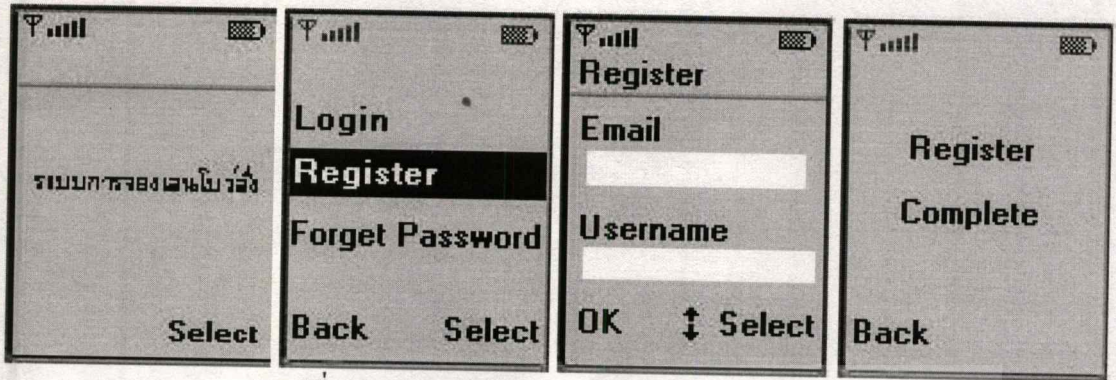 ระบบการจองเลนโบว์ลิ่ง
Select
Login
Register
Forget Password
Back Select
Register
Email
Username
OK Select
Register
Complete
Back